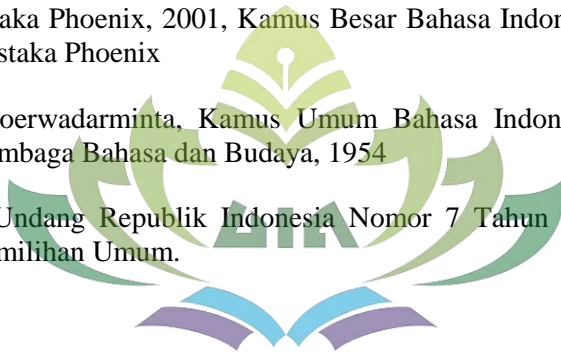 aka Phoenix, 2001, Kamus Besar Bahasa Indon
staka Phoenix
oerwadarminta, Kamus Umum Bahasa Indon
mbaga Bahasa dan Budaya, 1954
Undang Republik Indonesia Nomor 7 Tahun
milihan Umum.